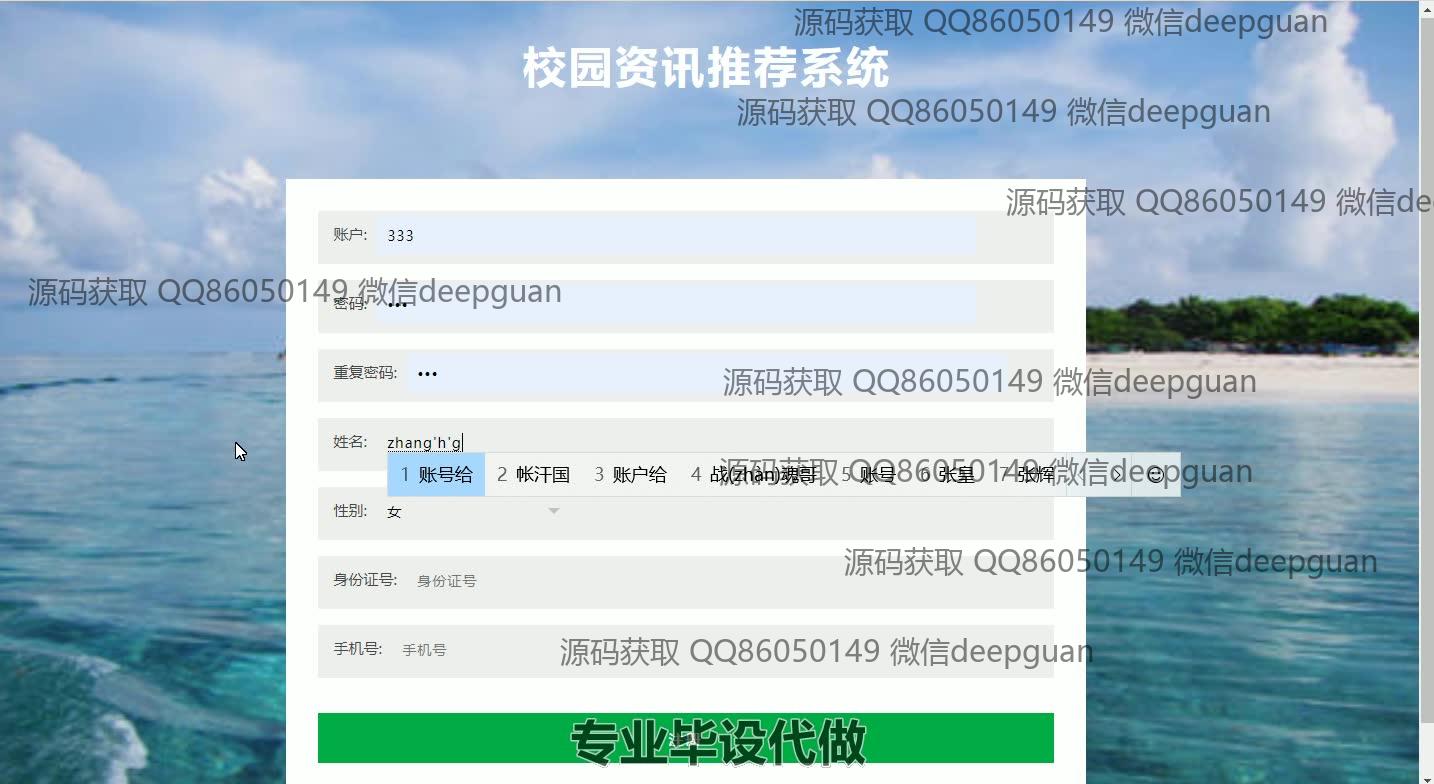 源码获取 QQ86050149 微信deepguan
校园资讯推荐系统
源码获取 QQ86050149 微信deepguan
源码获取 QQ86050149 微信dee
账户: 333
源码获取 QQ86050149 微信deepguan
密码: •••
重复密码: •••
源码获取 QQ86050149 微信deepguan
姓名: zhang'h'g
1 账号给 2 帐汗国 3 账户给 4 战(zhàn)魂哥 5 账号 6 张皇 7 张辉
源码获取 QQ86050149 微信deepguan
性别: 女
源码获取 QQ86050149 微信deepguan
身份证号: 身份证号
手机号: 手机号
源码获取 QQ86050149 微信deepguan
专业毕设代做